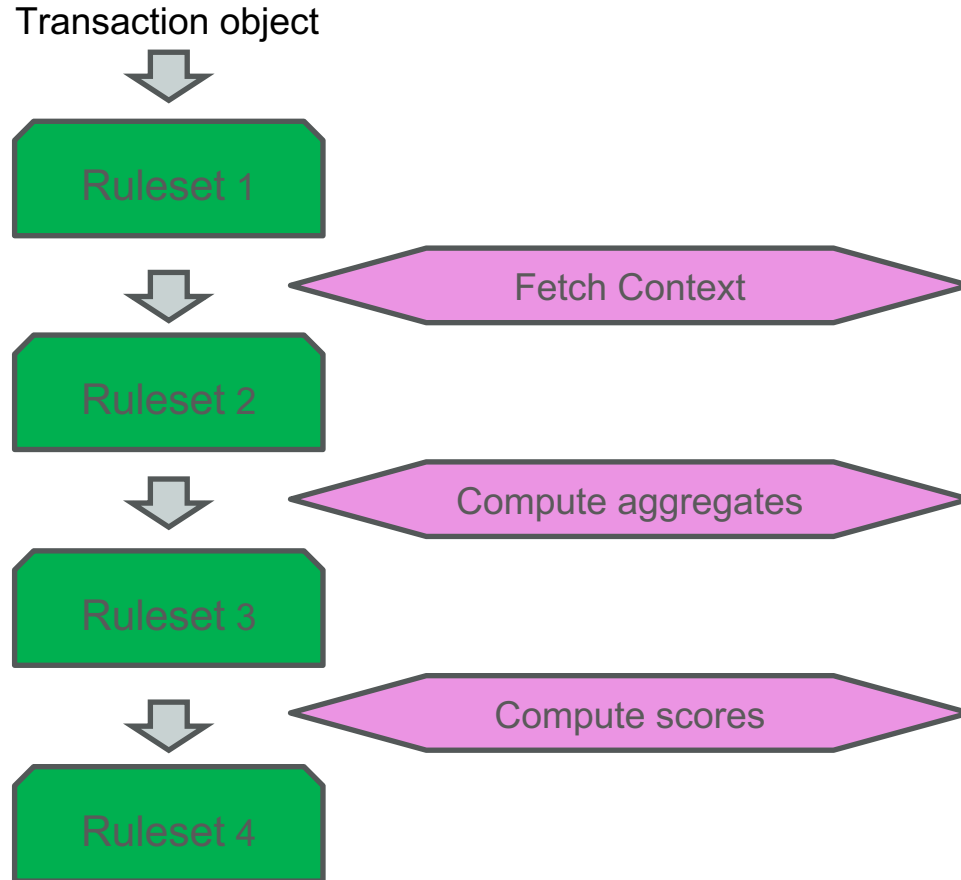 Transaction object
Ruleset 1
Fetch Context
Ruleset 2
Compute aggregates
Ruleset 3
Compute scores
Ruleset 4